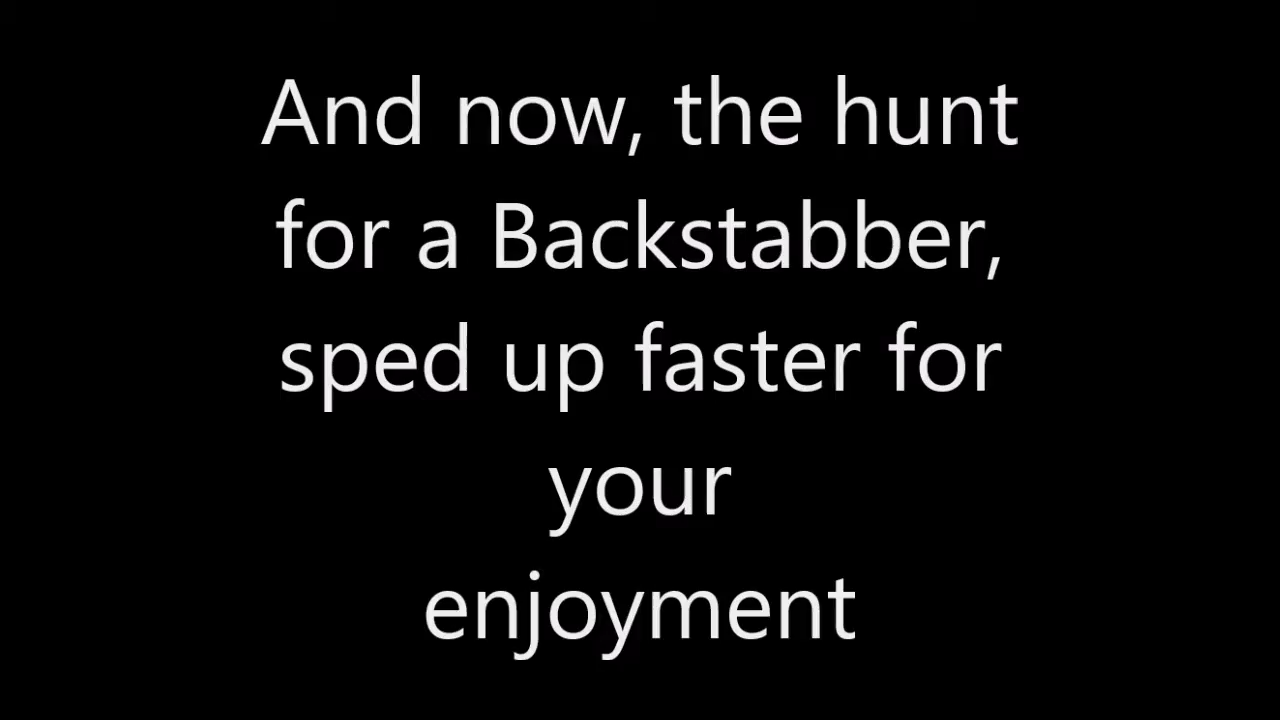 And now, the hunt
for a Backstabber,
sped up faster for
your
enjoyment